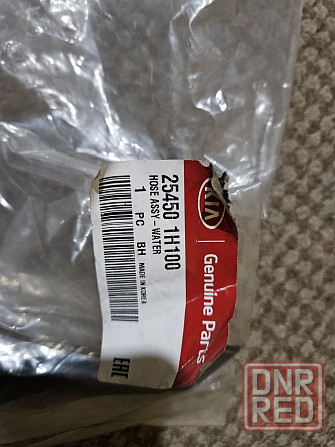 KIA
Genuine Parts
25450 1H100
HOSE ASSY - WATER
1 PC BH MADE IN KOREA
EAC
DNR
RED